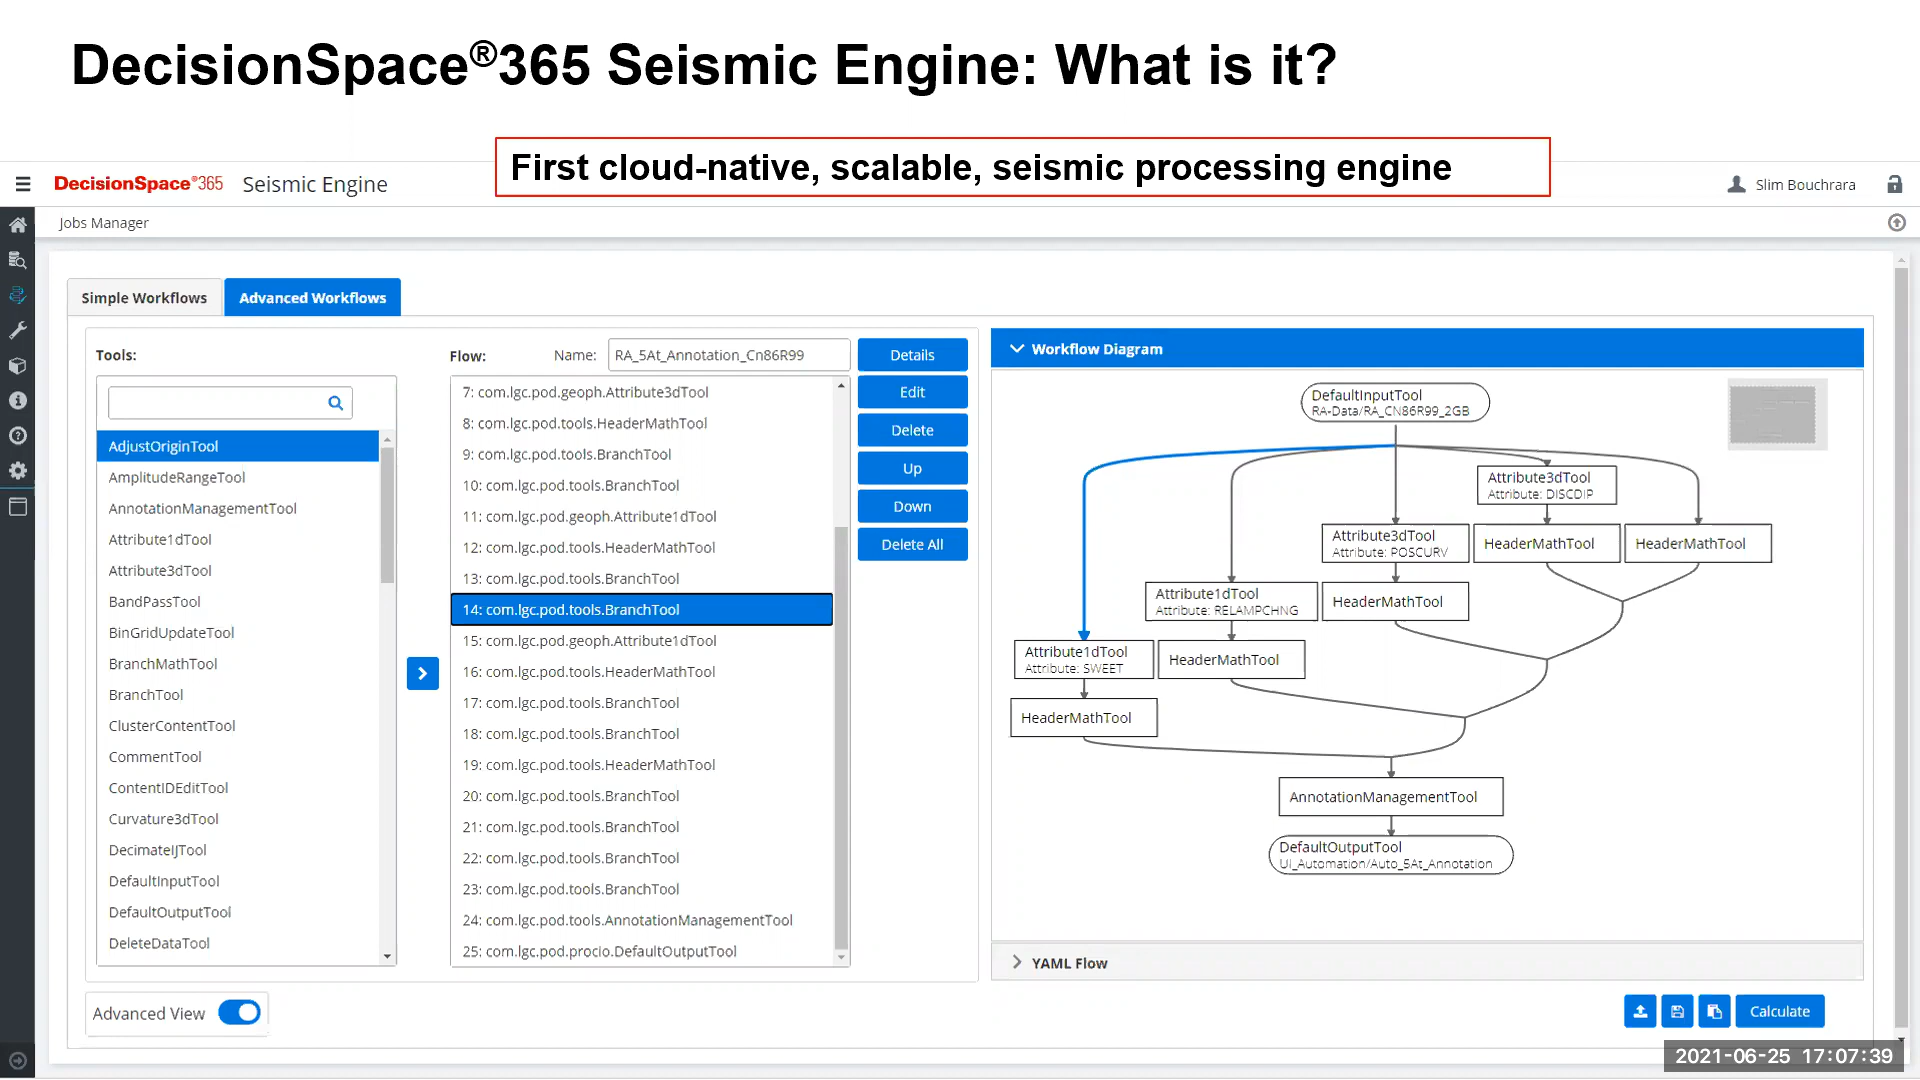 DecisionSpace®365 Seismic Engine: What is it?
First cloud-native, scalable, seismic processing engine
DecisionSpace®365 Seismic Engine
Slim Bouchrara
Jobs Manager
Simple Workflows
Advanced Workflows
Tools:
AdjustOriginTool
AmplitudeRangeTool
AnnotationManagementTool
Attribute1dTool
Attribute3dTool
BandPassTool
BinGridUpdateTool
BranchMathTool
BranchTool
ClusterContentTool
CommentTool
ContentIDEditTool
Curvature3dTool
DecimateIJTool
DefaultInputTool
DefaultOutputTool
DeleteDataTool
Flow:
Name: RA_5At_Annotation_Cn86R99
7: com.lgc.pod.geoph.Attribute3dTool
8: com.lgc.pod.tools.HeaderMathTool
9: com.lgc.pod.tools.BranchTool
10: com.lgc.pod.tools.BranchTool
11: com.lgc.pod.geoph.Attribute1dTool
12: com.lgc.pod.tools.HeaderMathTool
13: com.lgc.pod.tools.BranchTool
14: com.lgc.pod.tools.BranchTool
15: com.lgc.pod.geoph.Attribute1dTool
16: com.lgc.pod.tools.HeaderMathTool
17: com.lgc.pod.tools.BranchTool
18: com.lgc.pod.tools.BranchTool
19: com.lgc.pod.tools.HeaderMathTool
20: com.lgc.pod.tools.BranchTool
21: com.lgc.pod.tools.BranchTool
22: com.lgc.pod.tools.BranchTool
23: com.lgc.pod.tools.BranchTool
24: com.lgc.pod.tools.AnnotationManagementTool
25: com.lgc.pod.procio.DefaultOutputTool
Details
Edit
Delete
Up
Down
Delete All
Workflow Diagram
DefaultInputTool
RA-Data/RA_CN86R99_2GB
Attribute3dTool
Attribute: DISCDIP
Attribute3dTool
Attribute: POSCURV
HeaderMathTool
HeaderMathTool
Attribute1dTool
Attribute: RELAMPCHNG
HeaderMathTool
Attribute1dTool
Attribute: SWEET
HeaderMathTool
HeaderMathTool
AnnotationManagementTool
DefaultOutputTool
UI_Automation/Auto_5At_Annotation
YAML Flow
Advanced View
Calculate
2021-06-25 17:07:39